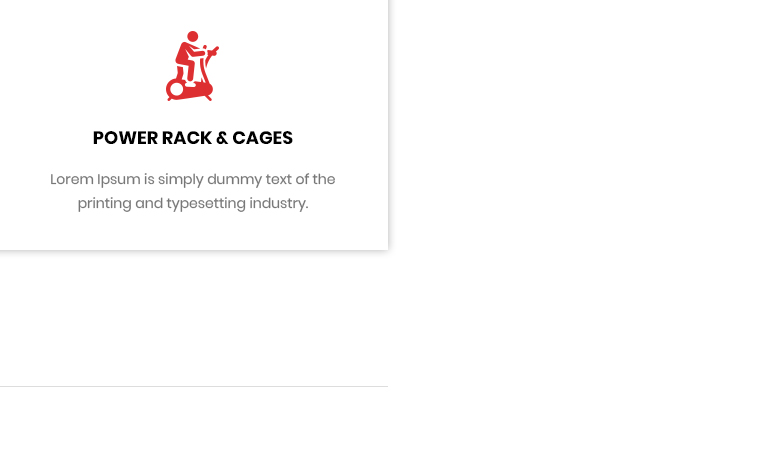 POWER RACK & CAGES
Lorem Ipsum is simply dummy text of the
printing and typesetting industry.